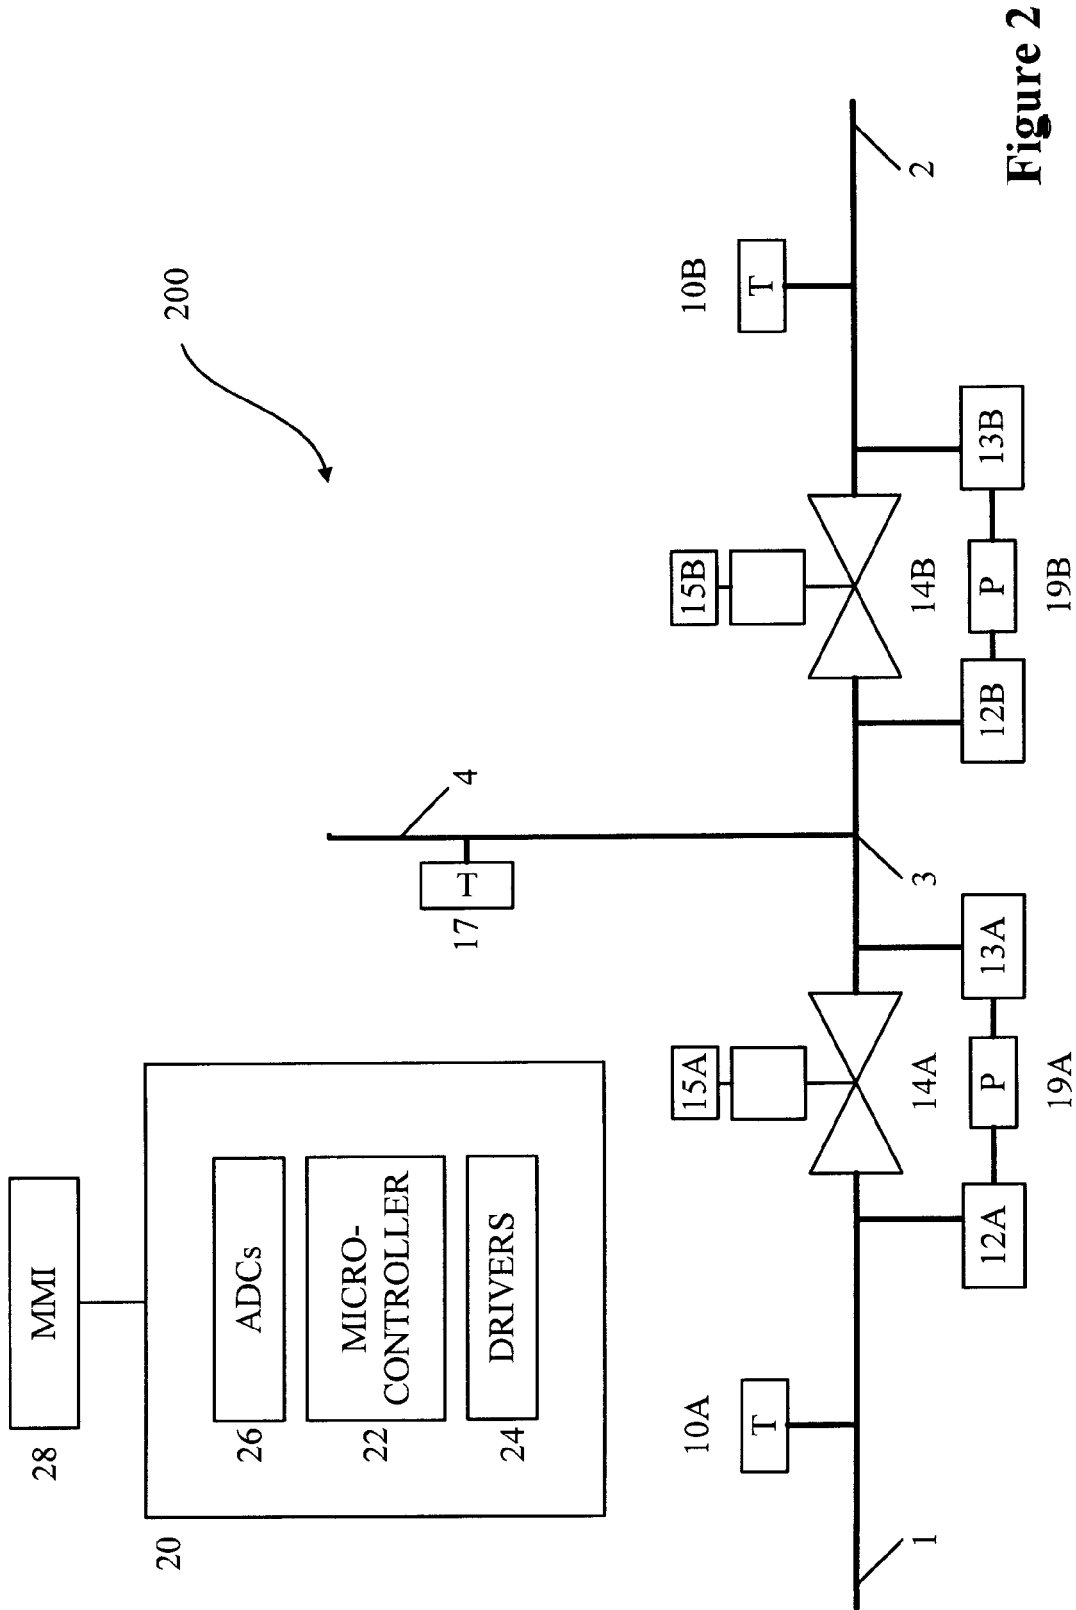 MMI
28
20
ADCs
26
MICRO-
CONTROLLER
22
DRIVERS
24
200
4
T
17
10A
T
15A
15B
10B
T
1
14A
3
14B
2
12A
P
13A
12B
P
13B
19A
19B
Figure 2